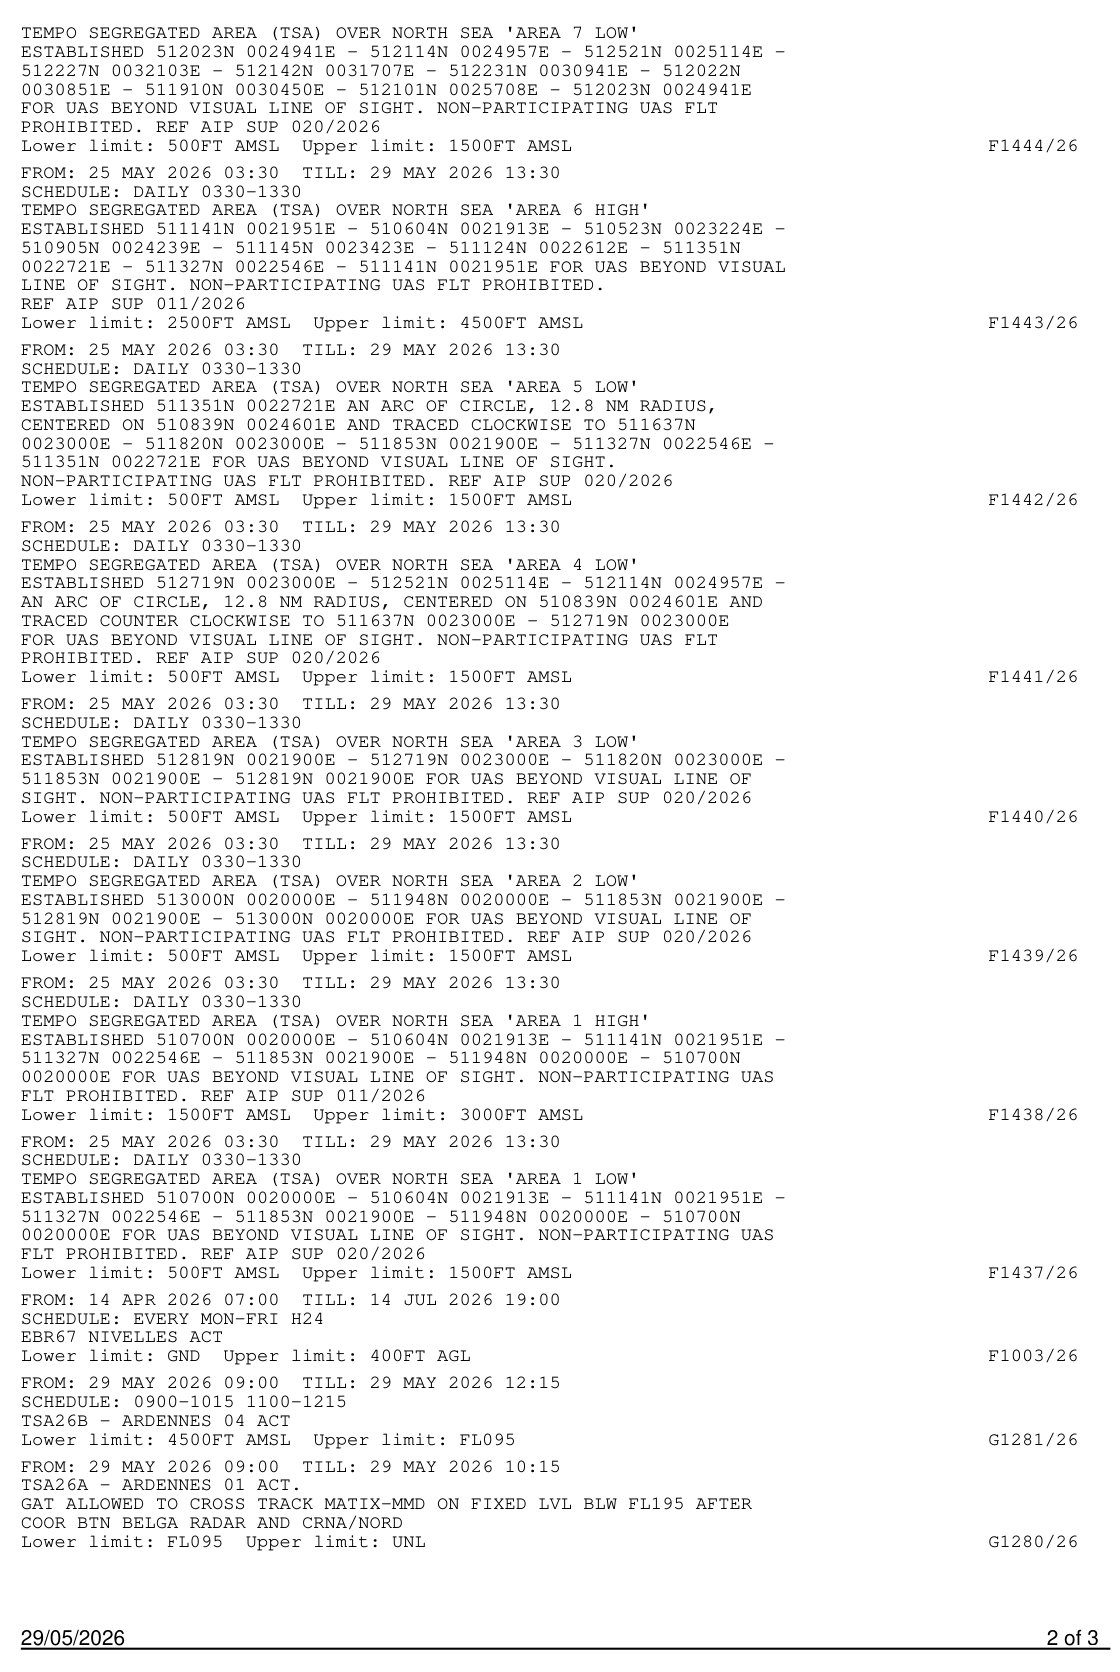 TEMPO SEGREGATED AREA (TSA) OVER NORTH SEA 'AREA 7 LOW'
ESTABLISHED 512023N 0024941E - 512114N 0024957E - 512521N 0025114E -
512227N 0032103E - 512142N 0031707E - 512231N 0030941E - 512022N
0030851E - 511910N 0030450E - 512101N 0025708E - 512023N 0024941E
FOR UAS BEYOND VISUAL LINE OF SIGHT. NON-PARTICIPATING UAS FLT
PROHIBITED. REF AIP SUP 020/2026
Lower limit: 500FT AMSL  Upper limit: 1500FT AMSL F1444/26
FROM: 25 MAY 2026 03:30  TILL: 29 MAY 2026 13:30
SCHEDULE: DAILY 0330-1330
TEMPO SEGREGATED AREA (TSA) OVER NORTH SEA 'AREA 6 HIGH'
ESTABLISHED 511141N 0021951E - 510604N 0021913E - 510523N 0023224E -
510905N 0024239E - 511145N 0023423E - 511124N 0022612E - 511351N
0022721E - 511327N 0022546E - 511141N 0021951E FOR UAS BEYOND VISUAL
LINE OF SIGHT. NON-PARTICIPATING UAS FLT PROHIBITED.
REF AIP SUP 011/2026
Lower limit: 2500FT AMSL  Upper limit: 4500FT AMSL F1443/26
FROM: 25 MAY 2026 03:30  TILL: 29 MAY 2026 13:30
SCHEDULE: DAILY 0330-1330
TEMPO SEGREGATED AREA (TSA) OVER NORTH SEA 'AREA 5 LOW'
ESTABLISHED 511351N 0022721E AN ARC OF CIRCLE, 12.8 NM RADIUS,
CENTERED ON 510839N 0024601E AND TRACED CLOCKWISE TO 511637N
0023000E - 511820N 0023000E - 511853N 0021900E - 511327N 0022546E -
511351N 0022721E FOR UAS BEYOND VISUAL LINE OF SIGHT.
NON-PARTICIPATING UAS FLT PROHIBITED. REF AIP SUP 020/2026
Lower limit: 500FT AMSL  Upper limit: 1500FT AMSL F1442/26
FROM: 25 MAY 2026 03:30  TILL: 29 MAY 2026 13:30
SCHEDULE: DAILY 0330-1330
TEMPO SEGREGATED AREA (TSA) OVER NORTH SEA 'AREA 4 LOW'
ESTABLISHED 512719N 0023000E - 512521N 0025114E - 512114N 0024957E -
AN ARC OF CIRCLE, 12.8 NM RADIUS, CENTERED ON 510839N 0024601E AND
TRACED COUNTER CLOCKWISE TO 511637N 0023000E - 512719N 0023000E
FOR UAS BEYOND VISUAL LINE OF SIGHT. NON-PARTICIPATING UAS FLT
PROHIBITED. REF AIP SUP 020/2026
Lower limit: 500FT AMSL  Upper limit: 1500FT AMSL F1441/26
FROM: 25 MAY 2026 03:30  TILL: 29 MAY 2026 13:30
SCHEDULE: DAILY 0330-1330
TEMPO SEGREGATED AREA (TSA) OVER NORTH SEA 'AREA 3 LOW'
ESTABLISHED 512819N 0021900E - 512719N 0023000E - 511820N 0023000E -
511853N 0021900E - 512819N 0021900E FOR UAS BEYOND VISUAL LINE OF
SIGHT. NON-PARTICIPATING UAS FLT PROHIBITED. REF AIP SUP 020/2026
Lower limit: 500FT AMSL  Upper limit: 1500FT AMSL F1440/26
FROM: 25 MAY 2026 03:30  TILL: 29 MAY 2026 13:30
SCHEDULE: DAILY 0330-1330
TEMPO SEGREGATED AREA (TSA) OVER NORTH SEA 'AREA 2 LOW'
ESTABLISHED 513000N 0020000E - 511948N 0020000E - 511853N 0021900E -
512819N 0021900E - 513000N 0020000E FOR UAS BEYOND VISUAL LINE OF
SIGHT. NON-PARTICIPATING UAS FLT PROHIBITED. REF AIP SUP 020/2026
Lower limit: 500FT AMSL  Upper limit: 1500FT AMSL F1439/26
FROM: 25 MAY 2026 03:30  TILL: 29 MAY 2026 13:30
SCHEDULE: DAILY 0330-1330
TEMPO SEGREGATED AREA (TSA) OVER NORTH SEA 'AREA 1 HIGH'
ESTABLISHED 510700N 0020000E - 510604N 0021913E - 511141N 0021951E -
511327N 0022546E - 511853N 0021900E - 511948N 0020000E - 510700N
0020000E FOR UAS BEYOND VISUAL LINE OF SIGHT. NON-PARTICIPATING UAS
FLT PROHIBITED. REF AIP SUP 011/2026
Lower limit: 1500FT AMSL  Upper limit: 3000FT AMSL F1438/26
FROM: 25 MAY 2026 03:30  TILL: 29 MAY 2026 13:30
SCHEDULE: DAILY 0330-1330
TEMPO SEGREGATED AREA (TSA) OVER NORTH SEA 'AREA 1 LOW'
ESTABLISHED 510700N 0020000E - 510604N 0021913E - 511141N 0021951E -
511327N 0022546E - 511853N 0021900E - 511948N 0020000E - 510700N
0020000E FOR UAS BEYOND VISUAL LINE OF SIGHT. NON-PARTICIPATING UAS
FLT PROHIBITED. REF AIP SUP 020/2026
Lower limit: 500FT AMSL  Upper limit: 1500FT AMSL F1437/26
FROM: 14 APR 2026 07:00  TILL: 14 JUL 2026 19:00
SCHEDULE: EVERY MON-FRI H24
EBR67 NIVELLES ACT
Lower limit: GND  Upper limit: 400FT AGL F1003/26
FROM: 29 MAY 2026 09:00  TILL: 29 MAY 2026 12:15
SCHEDULE: 0900-1015 1100-1215
TSA26B - ARDENNES 04 ACT
Lower limit: 4500FT AMSL  Upper limit: FL095 G1281/26
FROM: 29 MAY 2026 09:00  TILL: 29 MAY 2026 10:15
TSA26A - ARDENNES 01 ACT.
GAT ALLOWED TO CROSS TRACK MATIX-MMD ON FIXED LVL BLW FL195 AFTER
COOR BTN BELGA RADAR AND CRNA/NORD
Lower limit: FL095  Upper limit: UNL G1280/26
29/05/2026 2 of 3